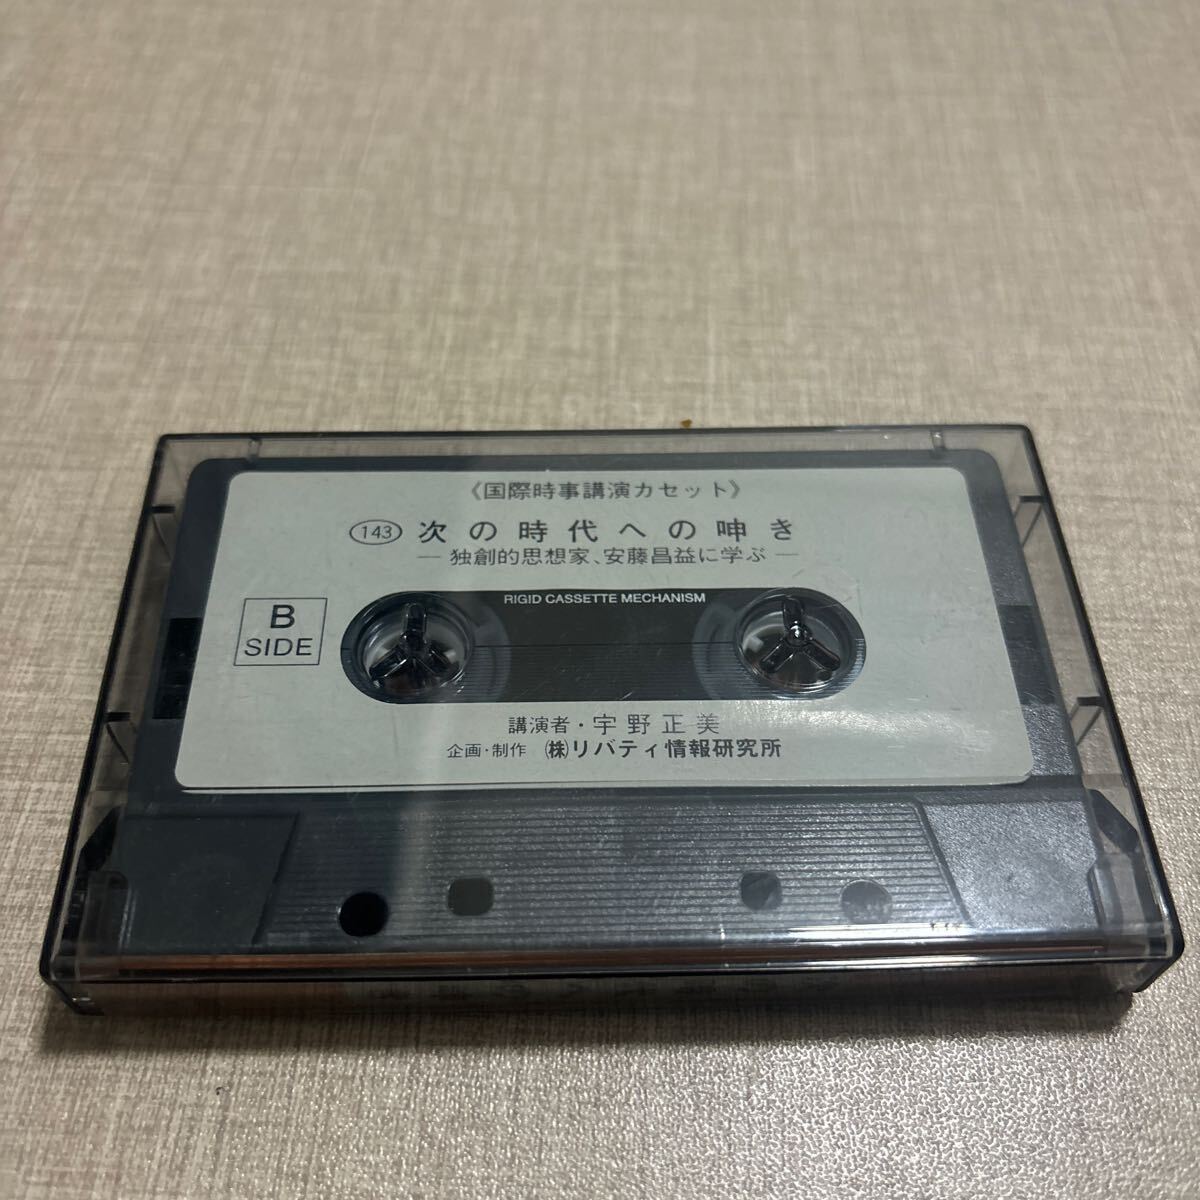 《国際時事講演カセット》
143 次の時代への呻き
— 独創的思想家、安藤昌益に学ぶ —
RIGID CASSETTE MECHANISM
B
SIDE
講演者・宇野正美
企画・制作 ㈱リバティ情報研究所